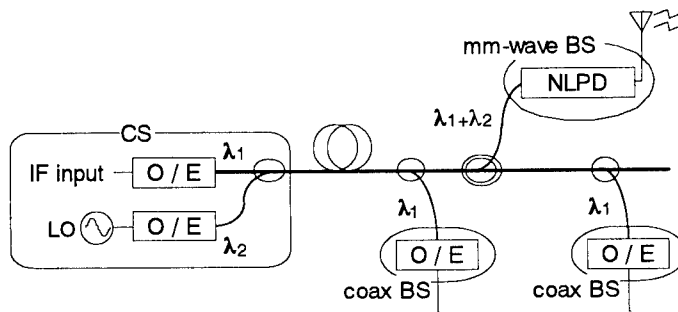 mm-wave BS
NLPD
λ1+λ2
CS
λ1
IF input
O / E
LO
O / E
λ2
λ1
O / E
coax BS
λ1
O / E
coax BS